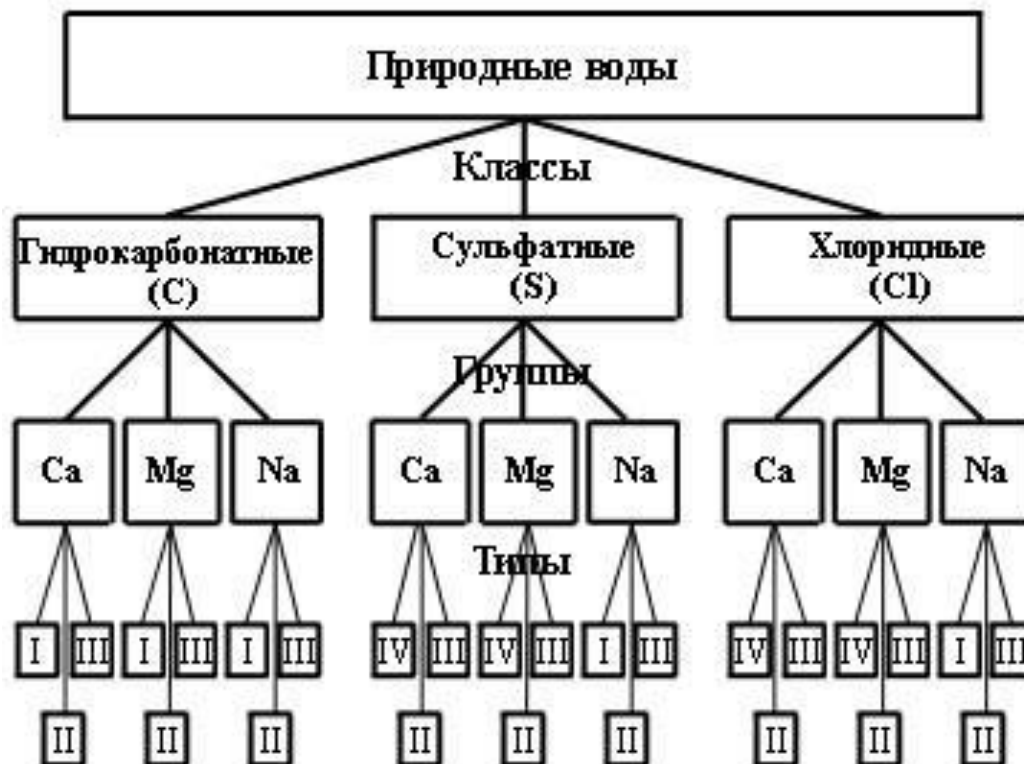 Природные воды
Классы
Гидрокарбонатные
(C)
Сульфатные
(S)
Хлоридные
(Cl)
Группы
Ca Mg Na Ca Mg Na Ca Mg Na
Типы
I III I III I III IV III IV III I III IV III IV III I III
II II II II II II II II II